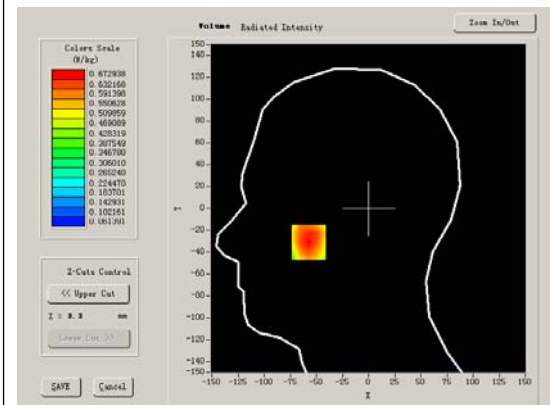 Volume Radiated Intensity
Zoom In/Out
Colors Scale
(W/kg)
0.672938
0.632168
0.591398
0.550628
0.509859
0.469089
0.428319
0.387549
0.346780
0.306010
0.265240
0.224470
0.183701
0.142931
0.102161
0.061391
Z-Cuts Control
<< Upper Cut
Z = 3.3 mm
Lower Cut >>
SAVE
Cancel
150
140
120
100
80
60
40
20
0
-20
-40
-60
-80
-100
-120
-140
-150
Y
-150 -125 -100 -75 -50 -25 0 25 50 75 100 125 150
X